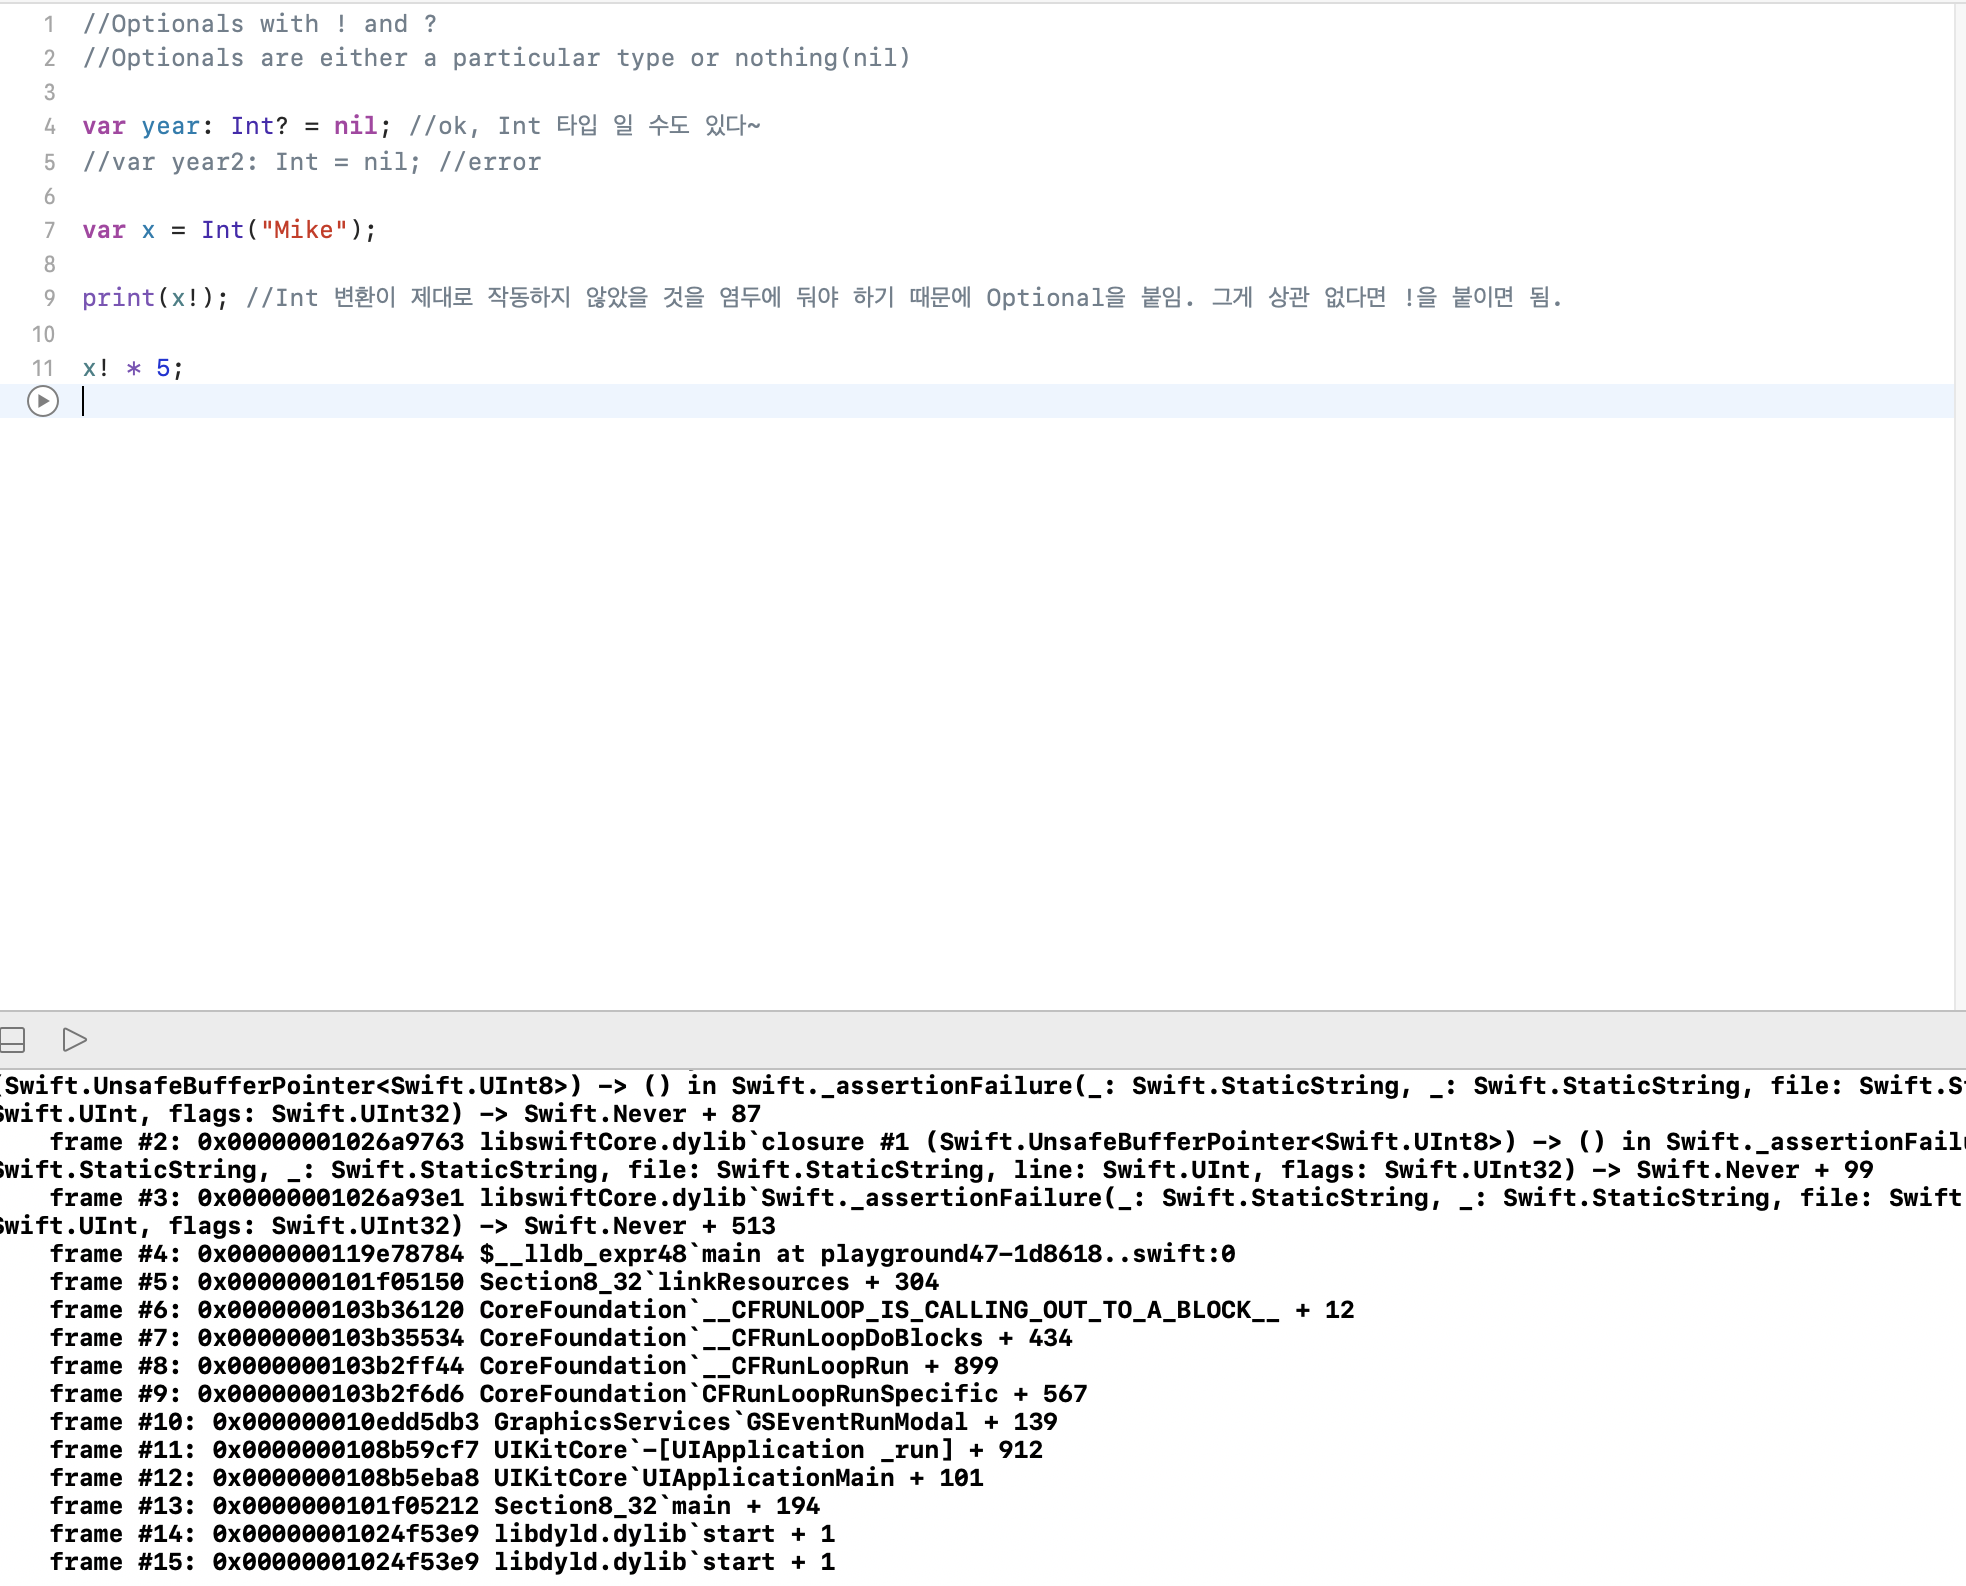 1 //Optionals with ! and ?
2 //Optionals are either a particular type or nothing(nil)
3
4 var year: Int? = nil; //ok, Int 타입 일 수도 있다~
5 //var year2: Int = nil; //error
6
7 var x = Int("Mike");
8
9 print(x!); //Int 변환이 제대로 작동하지 않았을 것을 염두에 둬야 하기 때문에 Optional을 붙임. 그게 상관 없다면 !을 붙이면 됨.
10
11 x! * 5;
(Swift.UnsafeBufferPointer<Swift.UInt8>) -> () in Swift._assertionFailure(_: Swift.StaticString, _: Swift.StaticString, file: Swift.St
Swift.UInt, flags: Swift.UInt32) -> Swift.Never + 87
frame #2: 0x00000001026a9763 libswiftCore.dylib`closure #1 (Swift.UnsafeBufferPointer<Swift.UInt8>) -> () in Swift._assertionFail
Swift.StaticString, _: Swift.StaticString, file: Swift.StaticString, line: Swift.UInt, flags: Swift.UInt32) -> Swift.Never + 99
frame #3: 0x00000001026a93e1 libswiftCore.dylib`Swift._assertionFailure(_: Swift.StaticString, _: Swift.StaticString, file: Swift
Swift.UInt, flags: Swift.UInt32) -> Swift.Never + 513
frame #4: 0x0000000119e78784 $__lldb_expr48`main at playground47-1d8618..swift:0
frame #5: 0x0000000101f05150 Section8_32`linkResources + 304
frame #6: 0x0000000103b36120 CoreFoundation`__CFRUNLOOP_IS_CALLING_OUT_TO_A_BLOCK__ + 12
frame #7: 0x0000000103b35534 CoreFoundation`__CFRunLoopDoBlocks + 434
frame #8: 0x0000000103b2ff44 CoreFoundation`__CFRunLoopRun + 899
frame #9: 0x0000000103b2f6d6 CoreFoundation`CFRunLoopRunSpecific + 567
frame #10: 0x000000010edd5db3 GraphicsServices`GSEventRunModal + 139
frame #11: 0x0000000108b59cf7 UIKitCore`-[UIApplication _run] + 912
frame #12: 0x0000000108b5eba8 UIKitCore`UIApplicationMain + 101
frame #13: 0x0000000101f05212 Section8_32`main + 194
frame #14: 0x00000001024f53e9 libdyld.dylib`start + 1
frame #15: 0x00000001024f53e9 libdyld.dylib`start + 1